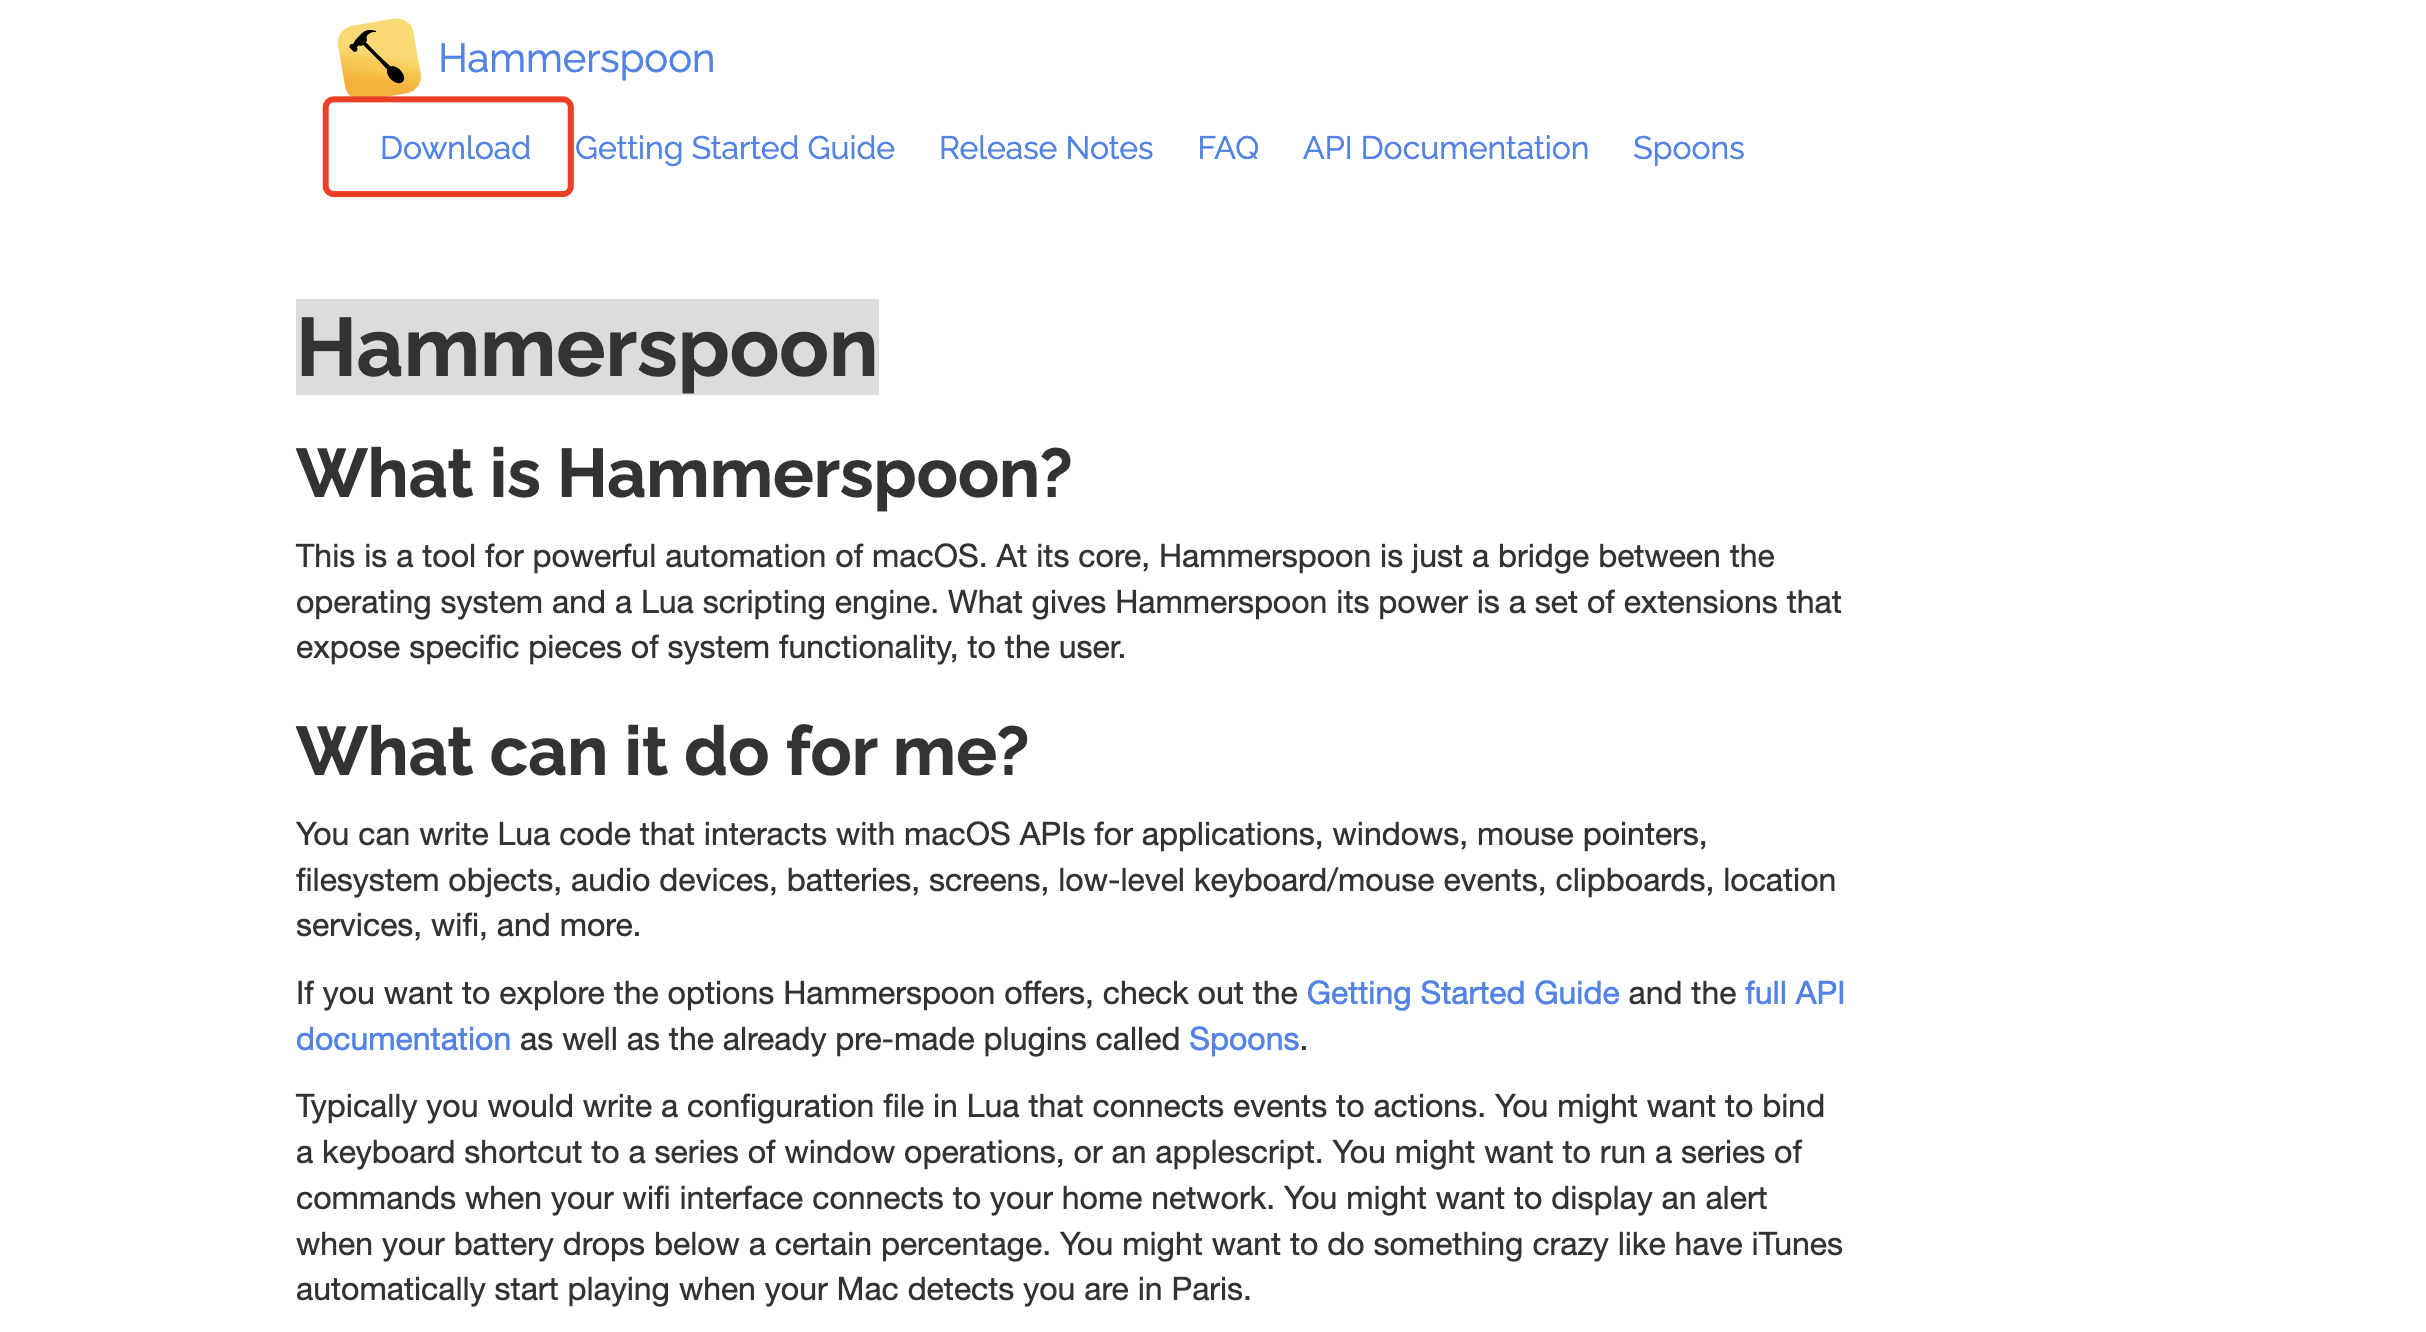 Hammerspoon
Download Getting Started Guide Release Notes FAQ API Documentation Spoons
Hammerspoon
What is Hammerspoon?
This is a tool for powerful automation of macOS. At its core, Hammerspoon is just a bridge between the
operating system and a Lua scripting engine. What gives Hammerspoon its power is a set of extensions that
expose specific pieces of system functionality, to the user.
What can it do for me?
You can write Lua code that interacts with macOS APIs for applications, windows, mouse pointers,
filesystem objects, audio devices, batteries, screens, low-level keyboard/mouse events, clipboards, location
services, wifi, and more.
If you want to explore the options Hammerspoon offers, check out the Getting Started Guide and the full API
documentation as well as the already pre-made plugins called Spoons.
Typically you would write a configuration file in Lua that connects events to actions. You might want to bind
a keyboard shortcut to a series of window operations, or an applescript. You might want to run a series of
commands when your wifi interface connects to your home network. You might want to display an alert
when your battery drops below a certain percentage. You might want to do something crazy like have iTunes
automatically start playing when your Mac detects you are in Paris.